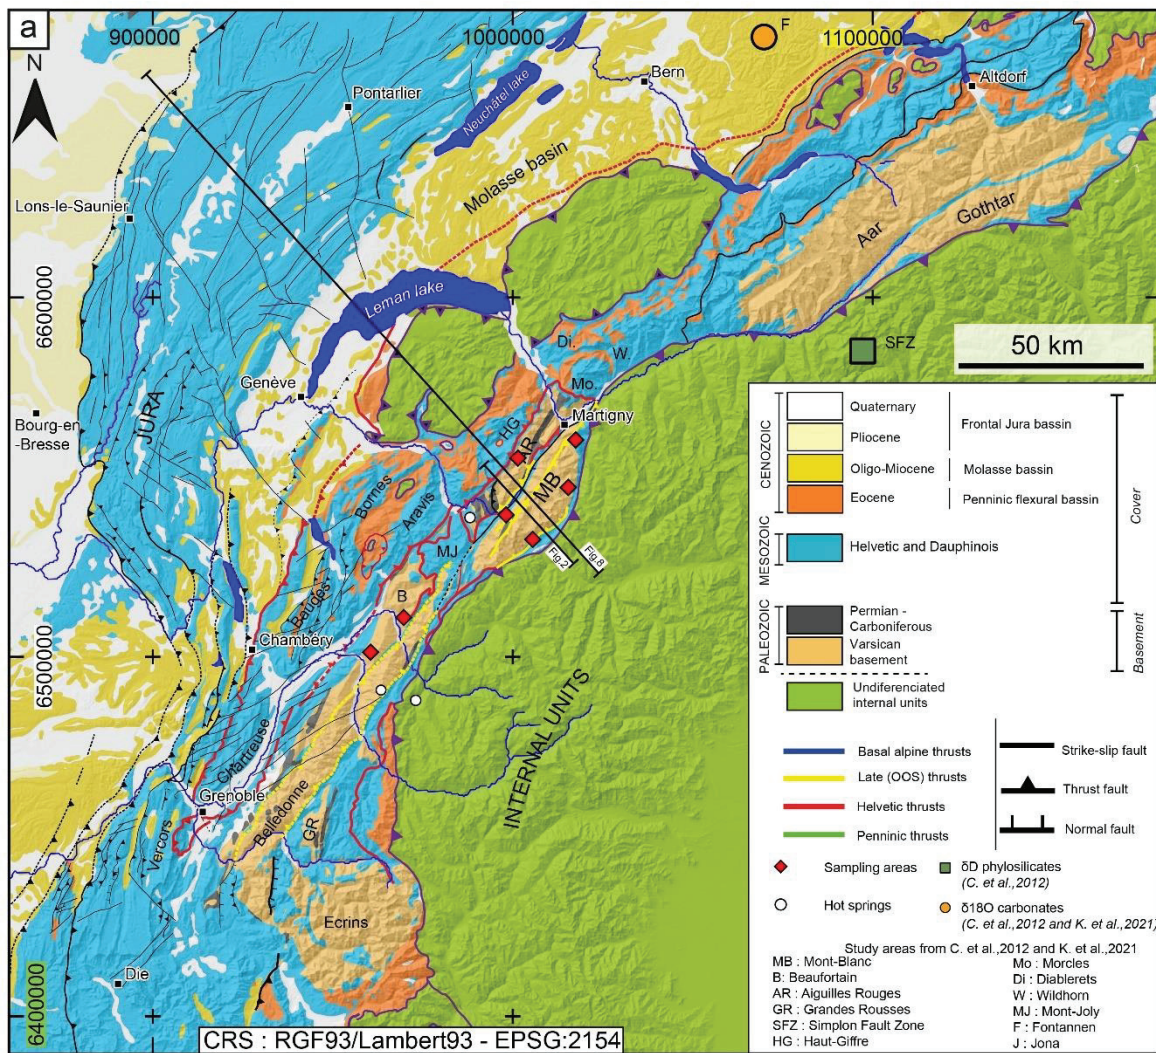 a
900000
1000000
1100000
F
N
Bern
Altdorf
Pontarlier
Neuchâtel lake
Molasse basin
Lons-le-Saunier
Aar
Gothtar
6600000
Leman lake
SFZ
50 km
Di.
W.
Genève
Mo.
JURA
Martigny
Bourg-en
-Bresse
HG
AR
MB
Bornes
Aravis
MJ
Fig.2
Fig.8
B
Bauges
Chambéry
6500000
INTERNAL UNITS
Chartreuse
Grenoble
Belledonne
GR
Vercors
Ecrins
Die
6400000
CRS : RGF93/Lambert93 - EPSG:2154
CENOZOIC
Quaternary
Pliocene
Frontal Jura bassin
Oligo-Miocene
Molasse bassin
Eocene
Penninic flexural basin
Cover
MESOZOIC
Helvetic and Dauphinois
PALEOZOIC
Permian -
Carboniferous
Varsican
basement
Basement
Undiferenciated
internal units
Basal alpine thrusts
Late (OOS) thrusts
Helvetic thrusts
Penninic thrusts
Strike-slip fault
Thrust fault
Normal fault
Sampling areas
Hot springs
δD phylosilicates
(C. et al.,2012)
δ18O carbonates
(C. et al.,2012 and K. et al.,2021)
Study areas from C. et al.,2012 and K. et al.,2021
MB : Mont-Blanc
B: Beaufortain
AR : Aiguilles Rouges
GR : Grandes Rousses
SFZ : Simplon Fault Zone
HG : Haut-Giffre
Mo : Morcles
Di : Diablerets
W : Wildhorn
MJ : Mont-Joly
F : Fontannen
J : Jona